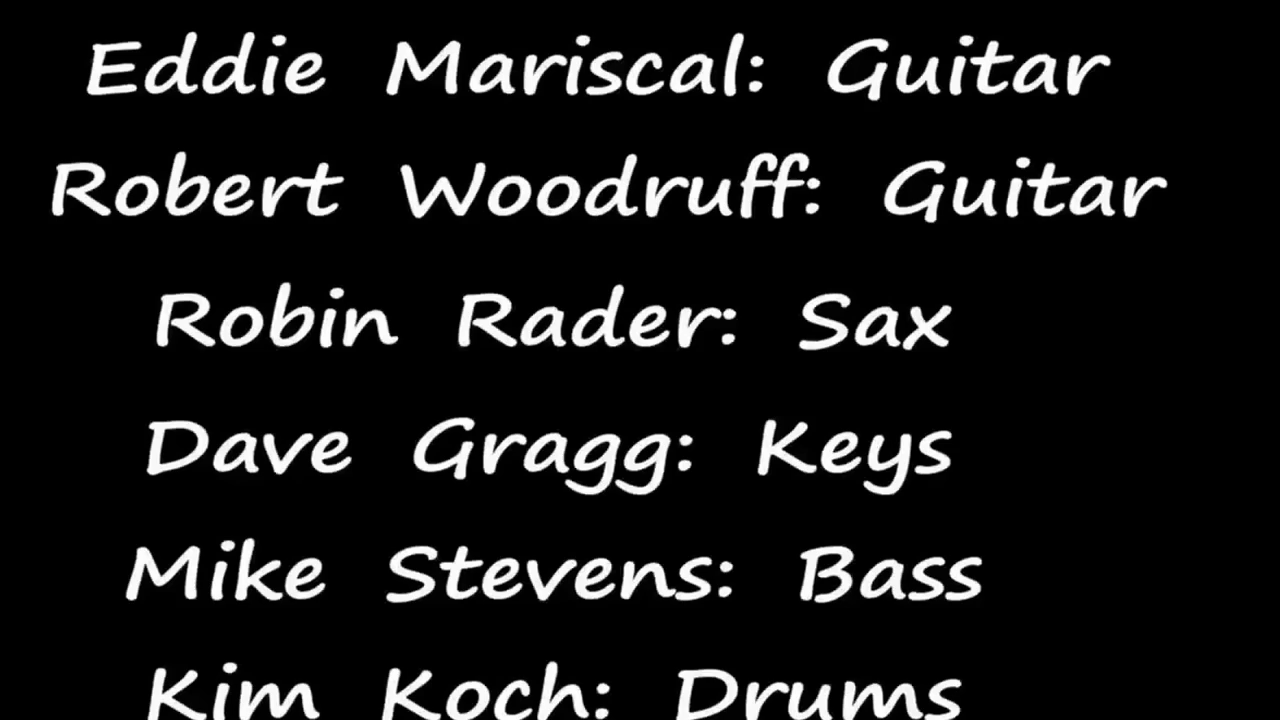 Eddie Mariscal: Guitar
Robert Woodruff: Guitar
Robin Rader: Sax
Dave Gragg: Keys
Mike Stevens: Bass
Kim Koch: Drums